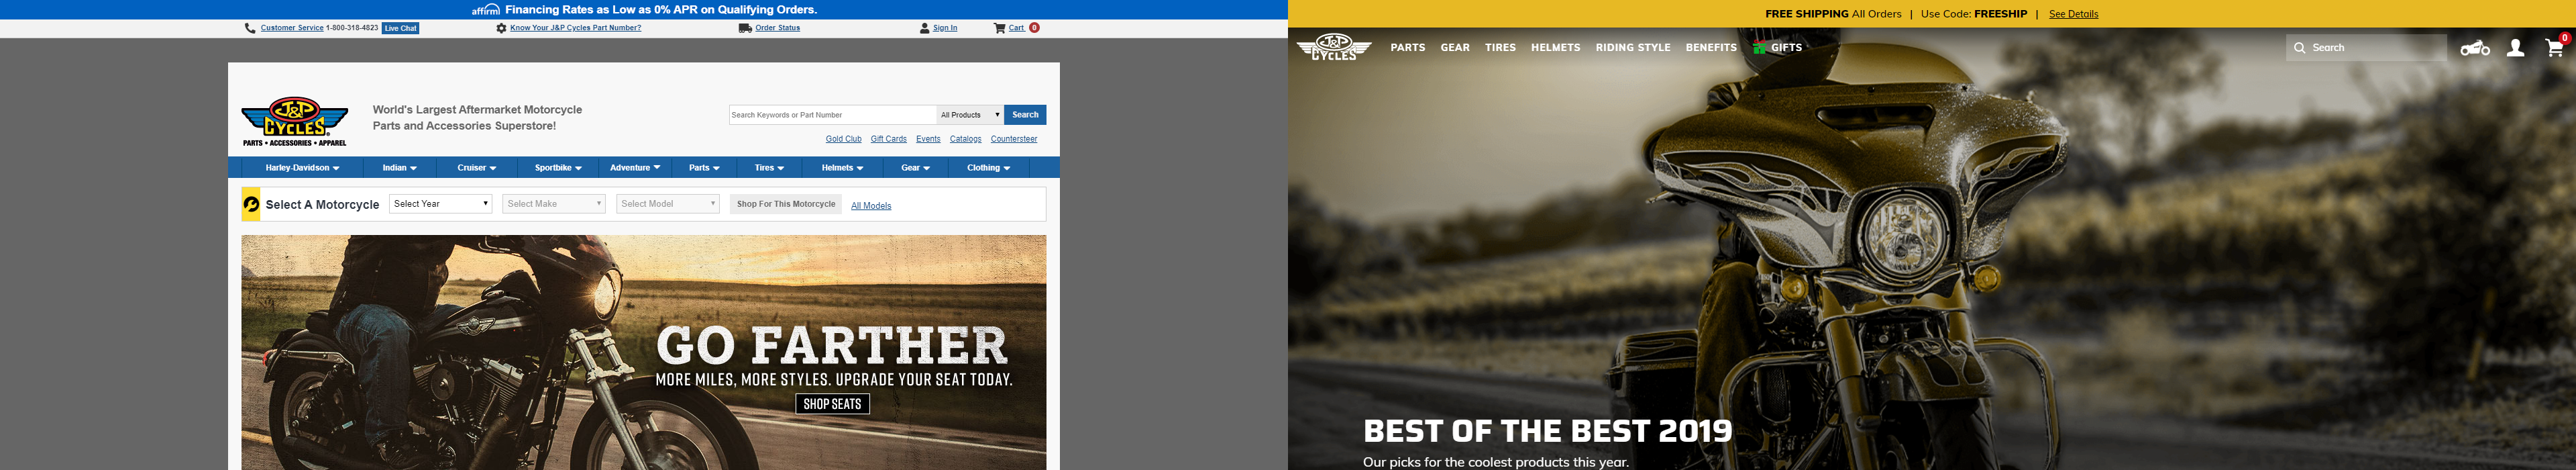 affirm Financing Rates as Low as 0% APR on Qualifying Orders.
Customer Service 1-800-318-4823 Live Chat
Know Your J&P Cycles Part Number?
Order Status
Sign In
Cart 0
J&P
CYCLES
PARTS • ACCESSORIES • APPAREL
World's Largest Aftermarket Motorcycle
Parts and Accessories Superstore!
Search Keywords or Part Number All Products Search
Gold Club Gift Cards Events Catalogs Countersteer
Harley-Davidson Indian Cruiser Sportbike Adventure Parts Tires Helmets Gear Clothing
Select A Motorcycle Select Year Select Make Select Model Shop For This Motorcycle All Models
GO FARTHER
MORE MILES, MORE STYLES. UPGRADE YOUR SEAT TODAY.
SHOP SEATS
FREE SHIPPING All Orders | Use Code: FREESHIP | See Details
J&P
CYCLES
PARTS GEAR TIRES HELMETS RIDING STYLE BENEFITS GIFTS
Search
0
BEST OF THE BEST 2019
Our picks for the coolest products this year.